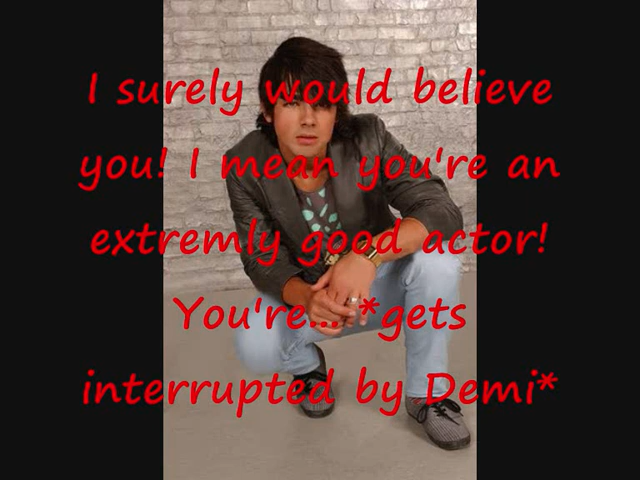 I surely would believe
you! I mean you're an
extremly good actor!
You're... *gets
interrupted by Demi*